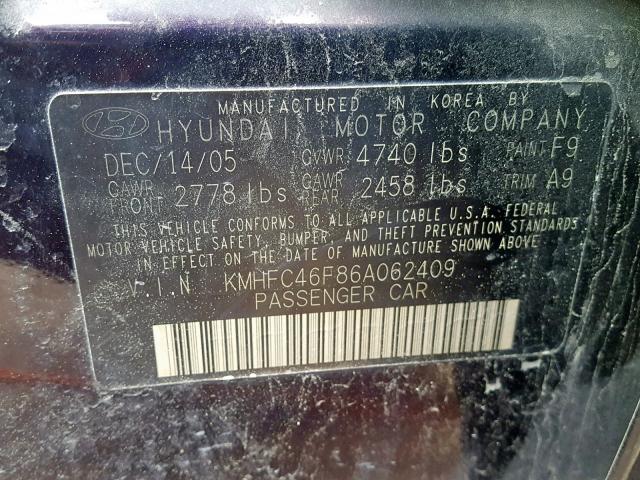 MANUFACTURED IN KOREA BY
HYUNDAI MOTOR COMPANY
DEC/14/05 GVWR 4740 lbs PAINT F9
GAWR FRONT 2778 lbs GAWR REAR 2458 lbs TRIM A9
THIS VEHICLE CONFORMS TO ALL APPLICABLE U.S.A. FEDERAL
MOTOR VEHICLE SAFETY, BUMPER, AND THEFT PREVENTION STANDARDS
IN EFFECT ON THE DATE OF MANUFACTURE SHOWN ABOVE
V I N KMHFC46F86A062409
PASSENGER CAR